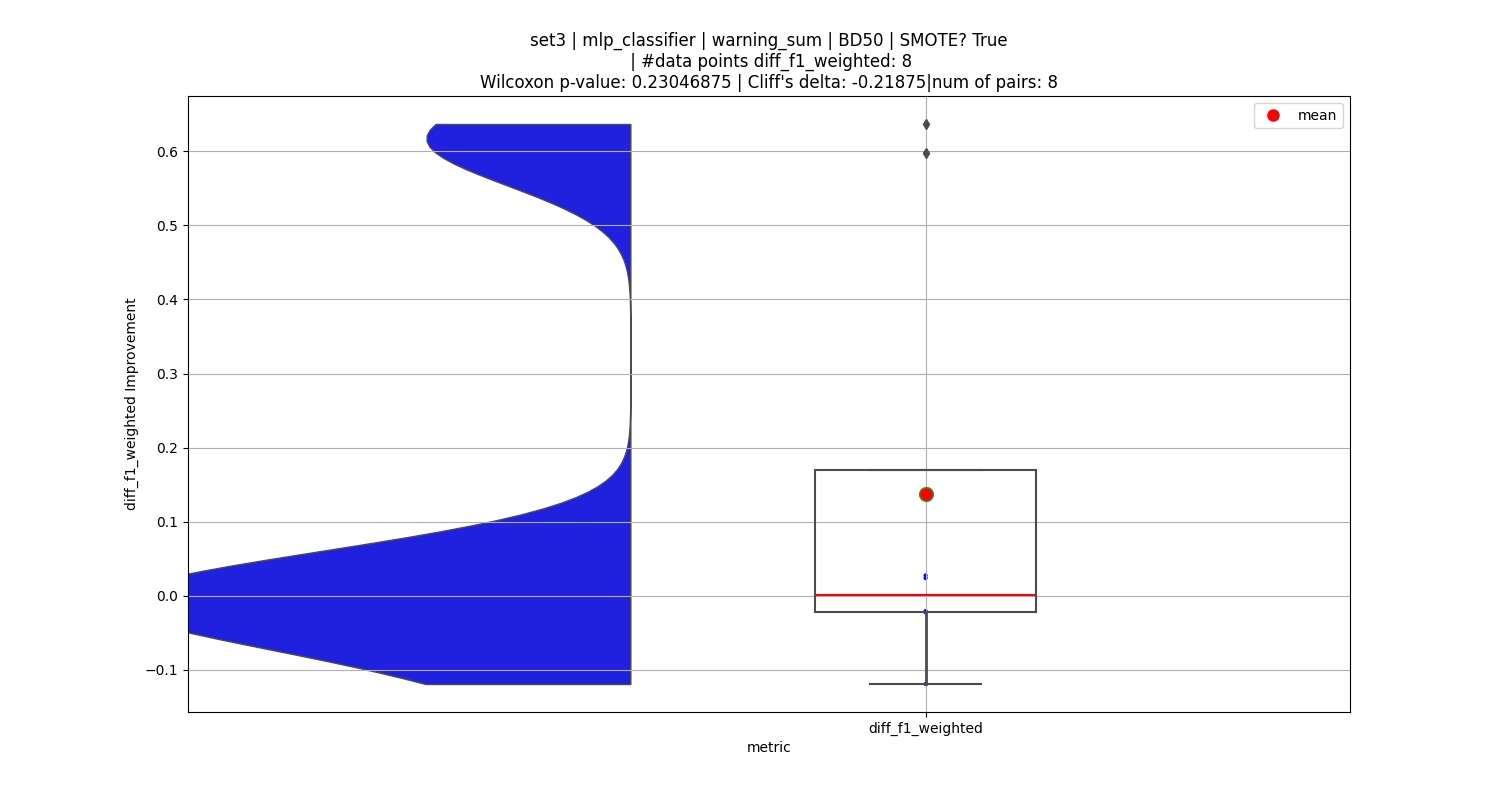 set3 | mlp_classifier | warning_sum | BD50 | SMOTE? True
| #data points diff_f1_weighted: 8
Wilcoxon p-value: 0.23046875 | Cliff's delta: -0.21875|num of pairs: 8
mean
0.6
0.5
0.4
0.3
0.2
0.1
0.0
−0.1
diff_f1_weighted Improvement
diff_f1_weighted
metric